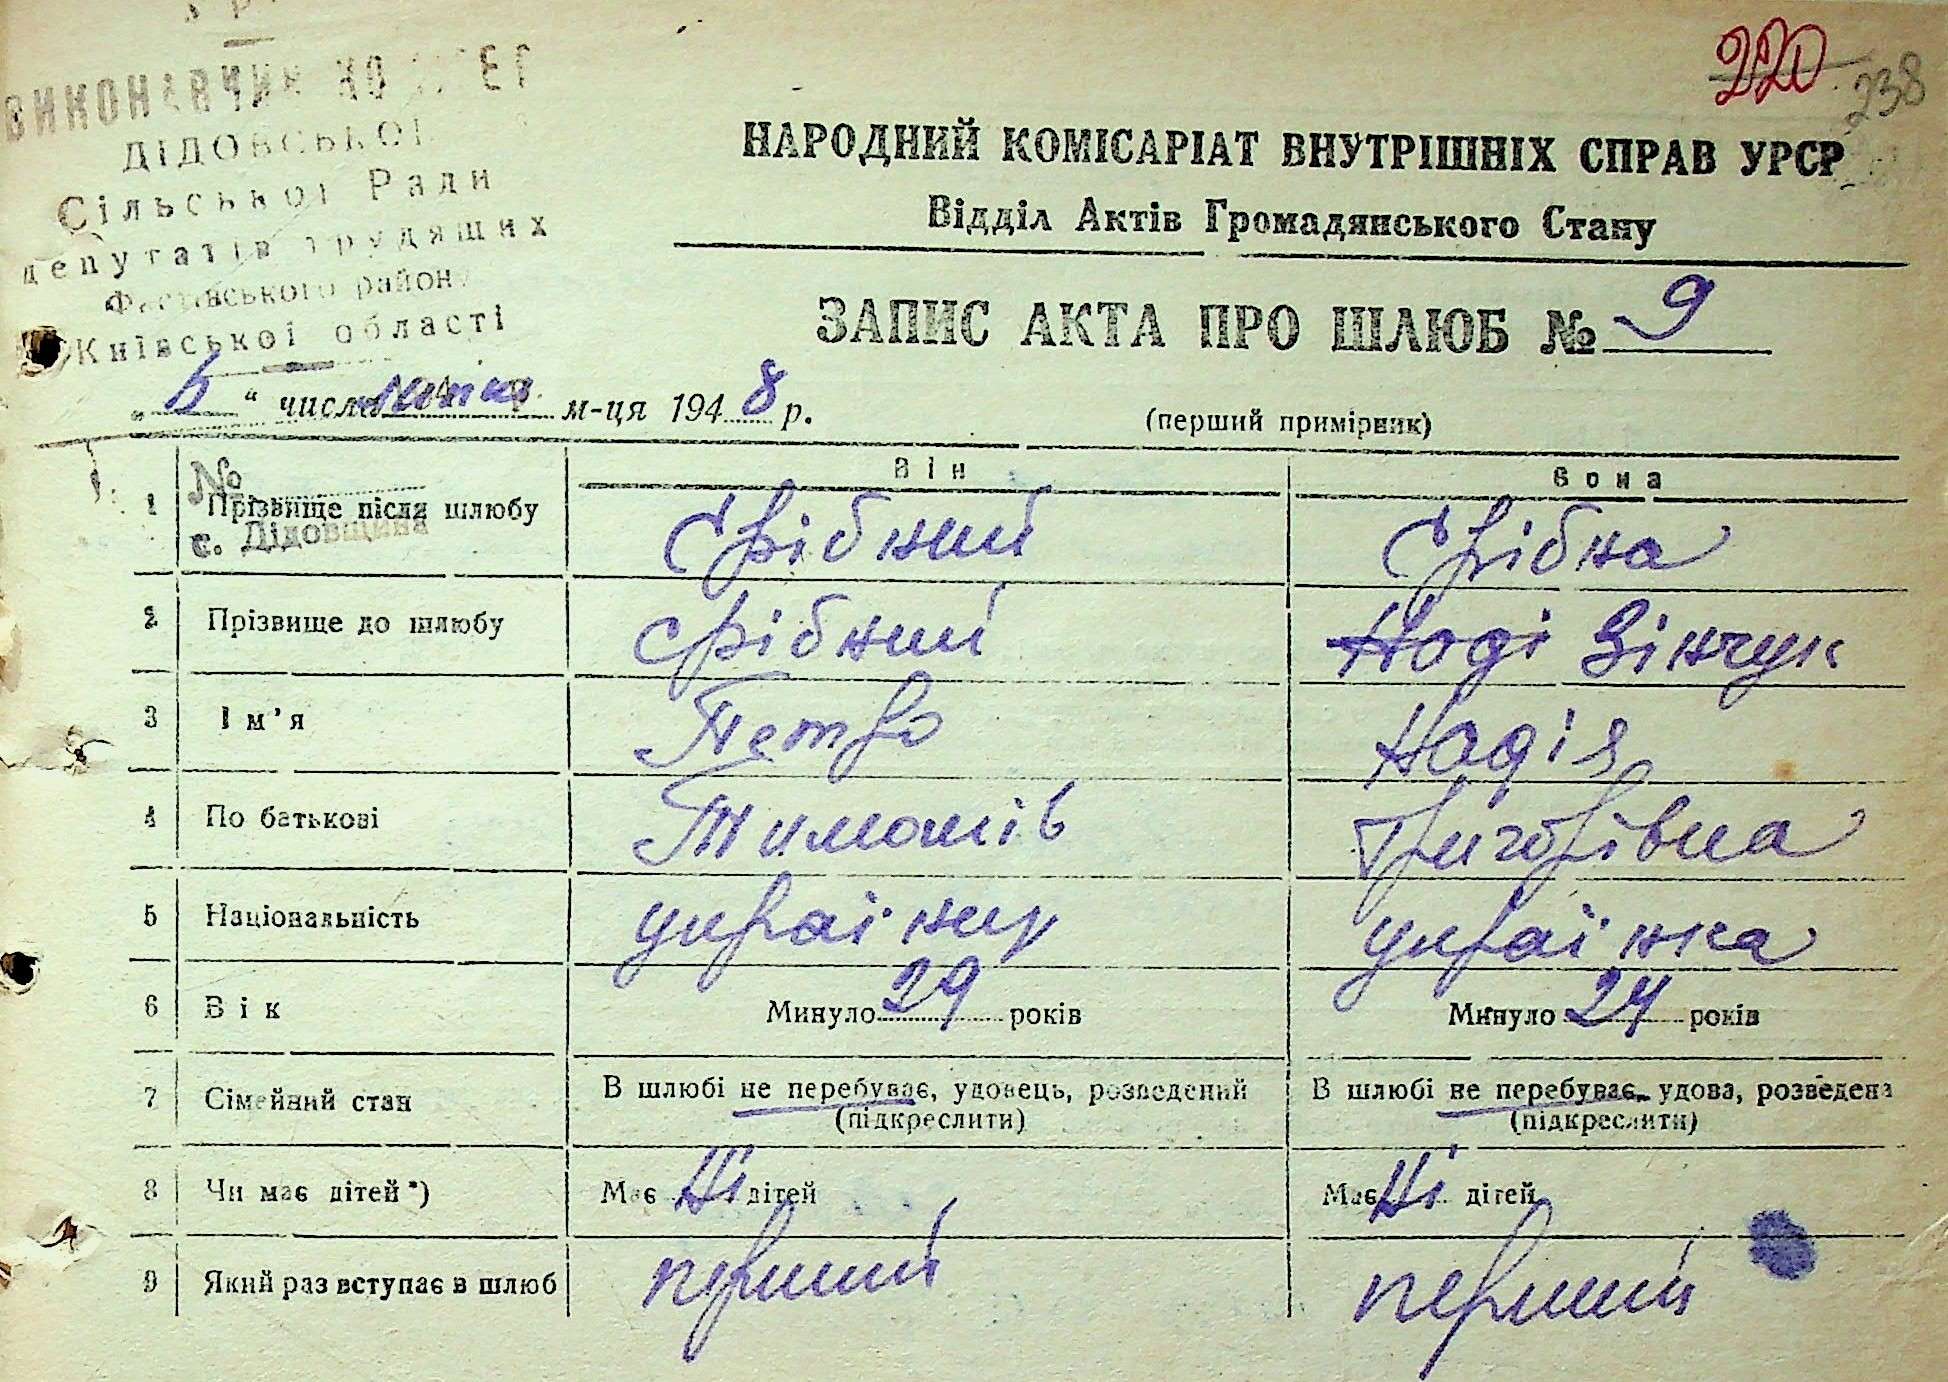 220
238
ВИКОНАВЧИЙ КОМІТЕТ
ДІДОВСЬКОЇ
Сільської Ради
депутатів трудящих
Фастівського району
Київської області
НАРОДНИЙ КОМІСАРІАТ ВНУТРІШНІХ СПРАВ УРСР
Відділ Актів Громадянського Стану
ЗАПИС АКТА ПРО ШЛЮБ № 9
" числа м-ця 1948 р.
(перший примірник)
№
с. Дідовщина
Він Вона
1 Прізвище після шлюбу Срібний Срібна
2 Прізвище до шлюбу Срібний Наді Зінчук
3 Ім'я Петро Надія
4 По батькові Тимошів Григорівна
5 Національність українець українка
6 Вік Минуло 29 років Минуло 24 років
7 Сімейний стан В шлюбі не перебуває, удовець, розведений В шлюбі не перебуває, удова, розведена
(підкреслити) (підкреслити)
8 Чи має дітей*) Має Ні дітей Має Ні дітей
9 Який раз вступає в шлюб перший перший